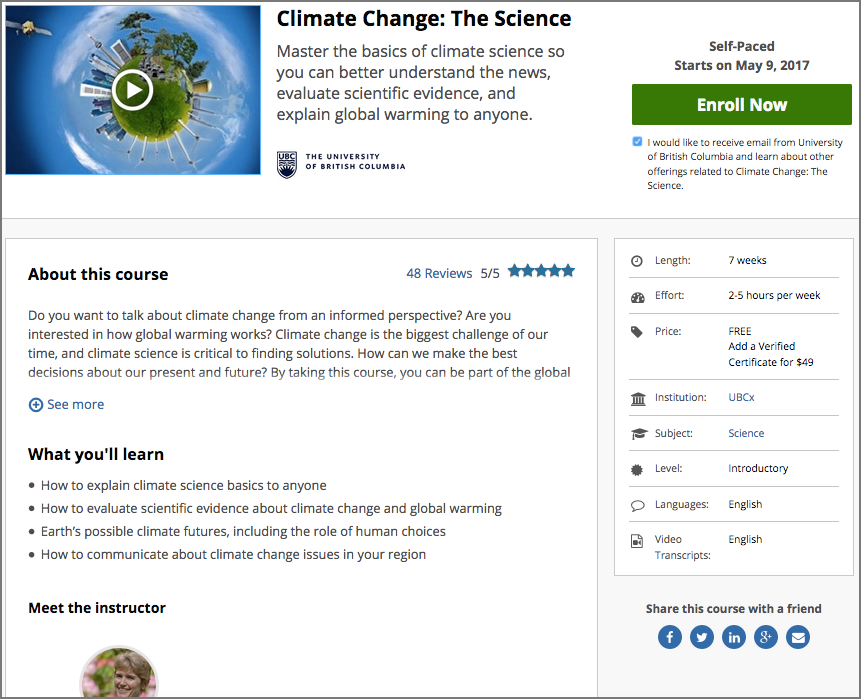 Climate Change: The Science
Master the basics of climate science so
you can better understand the news,
evaluate scientific evidence, and
explain global warming to anyone.
UBC
THE UNIVERSITY
OF BRITISH COLUMBIA
Self-Paced
Starts on May 9, 2017
Enroll Now
I would like to receive email from University
of British Columbia and learn about other
offerings related to Climate Change: The
Science.
About this course
48 Reviews 5/5
Do you want to talk about climate change from an informed perspective? Are you
interested in how global warming works? Climate change is the biggest challenge of our
time, and climate science is critical to finding solutions. How can we make the best
decisions about our present and future? By taking this course, you can be part of the global
See more
What you'll learn
• How to explain climate science basics to anyone
• How to evaluate scientific evidence about climate change and global warming
• Earth’s possible climate futures, including the role of human choices
• How to communicate about climate change issues in your region
Meet the instructor
Length: 7 weeks
Effort: 2-5 hours per week
Price: FREE
Add a Verified
Certificate for $49
Institution: UBCx
Subject: Science
Level: Introductory
Languages: English
Video English
Transcripts:
Share this course with a friend
f
in
g+